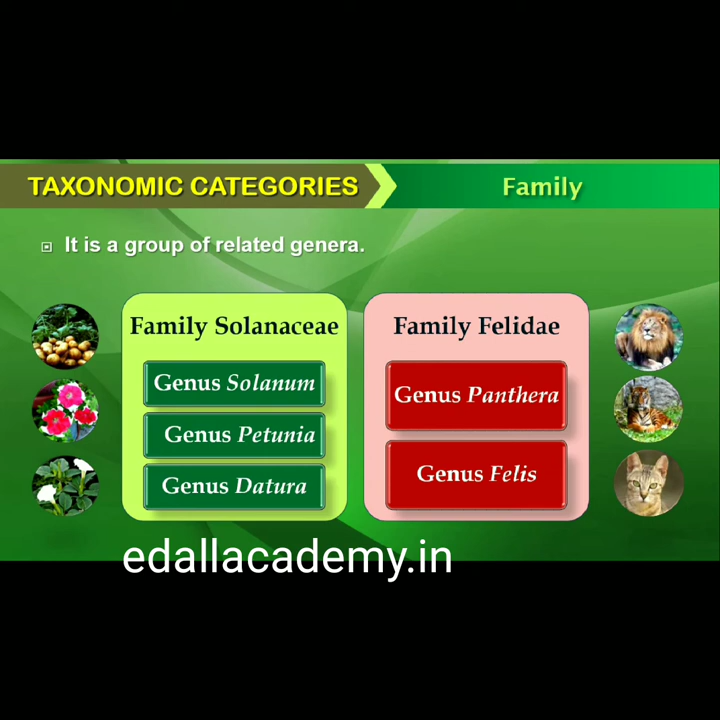 TAXONOMIC CATEGORIES
Family
It is a group of related genera.
Family Solanaceae
Genus Solanum
Genus Petunia
Genus Datura
Family Felidae
Genus Panthera
Genus Felis
edallacademy.in